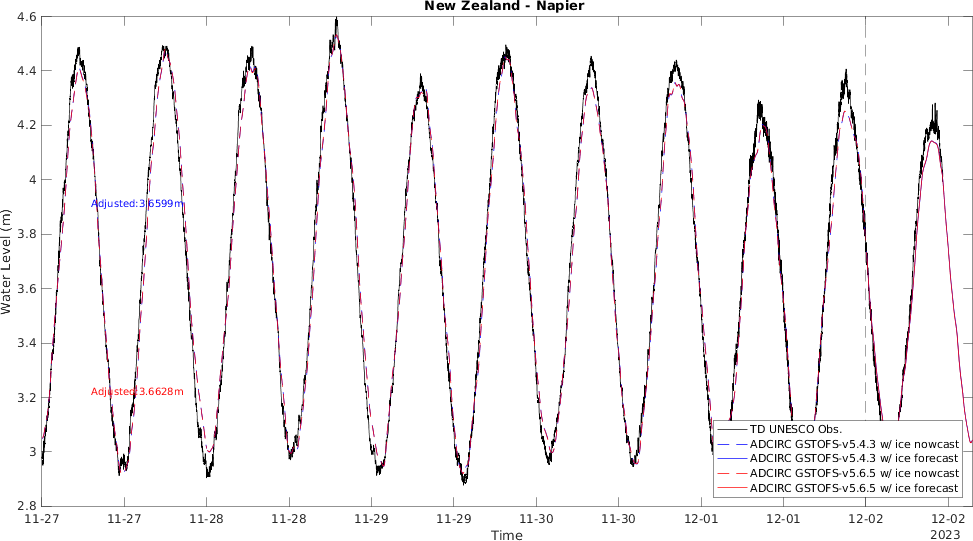 New Zealand - Napier
4.6
4.4
4.2
4
3.8
3.6
3.4
3.2
3
2.8
Water Level (m)
Adjusted:3.6599m
Adjusted:3.6628m
TD UNESCO Obs.
ADCIRC GSTOFS-v5.4.3 w/ ice nowcast
ADCIRC GSTOFS-v5.4.3 w/ ice forecast
ADCIRC GSTOFS-v5.6.5 w/ ice nowcast
ADCIRC GSTOFS-v5.6.5 w/ ice forecast
11-27 11-27 11-28 11-28 11-29 11-29 11-30 11-30 12-01 12-01 12-02 12-02
2023
Time